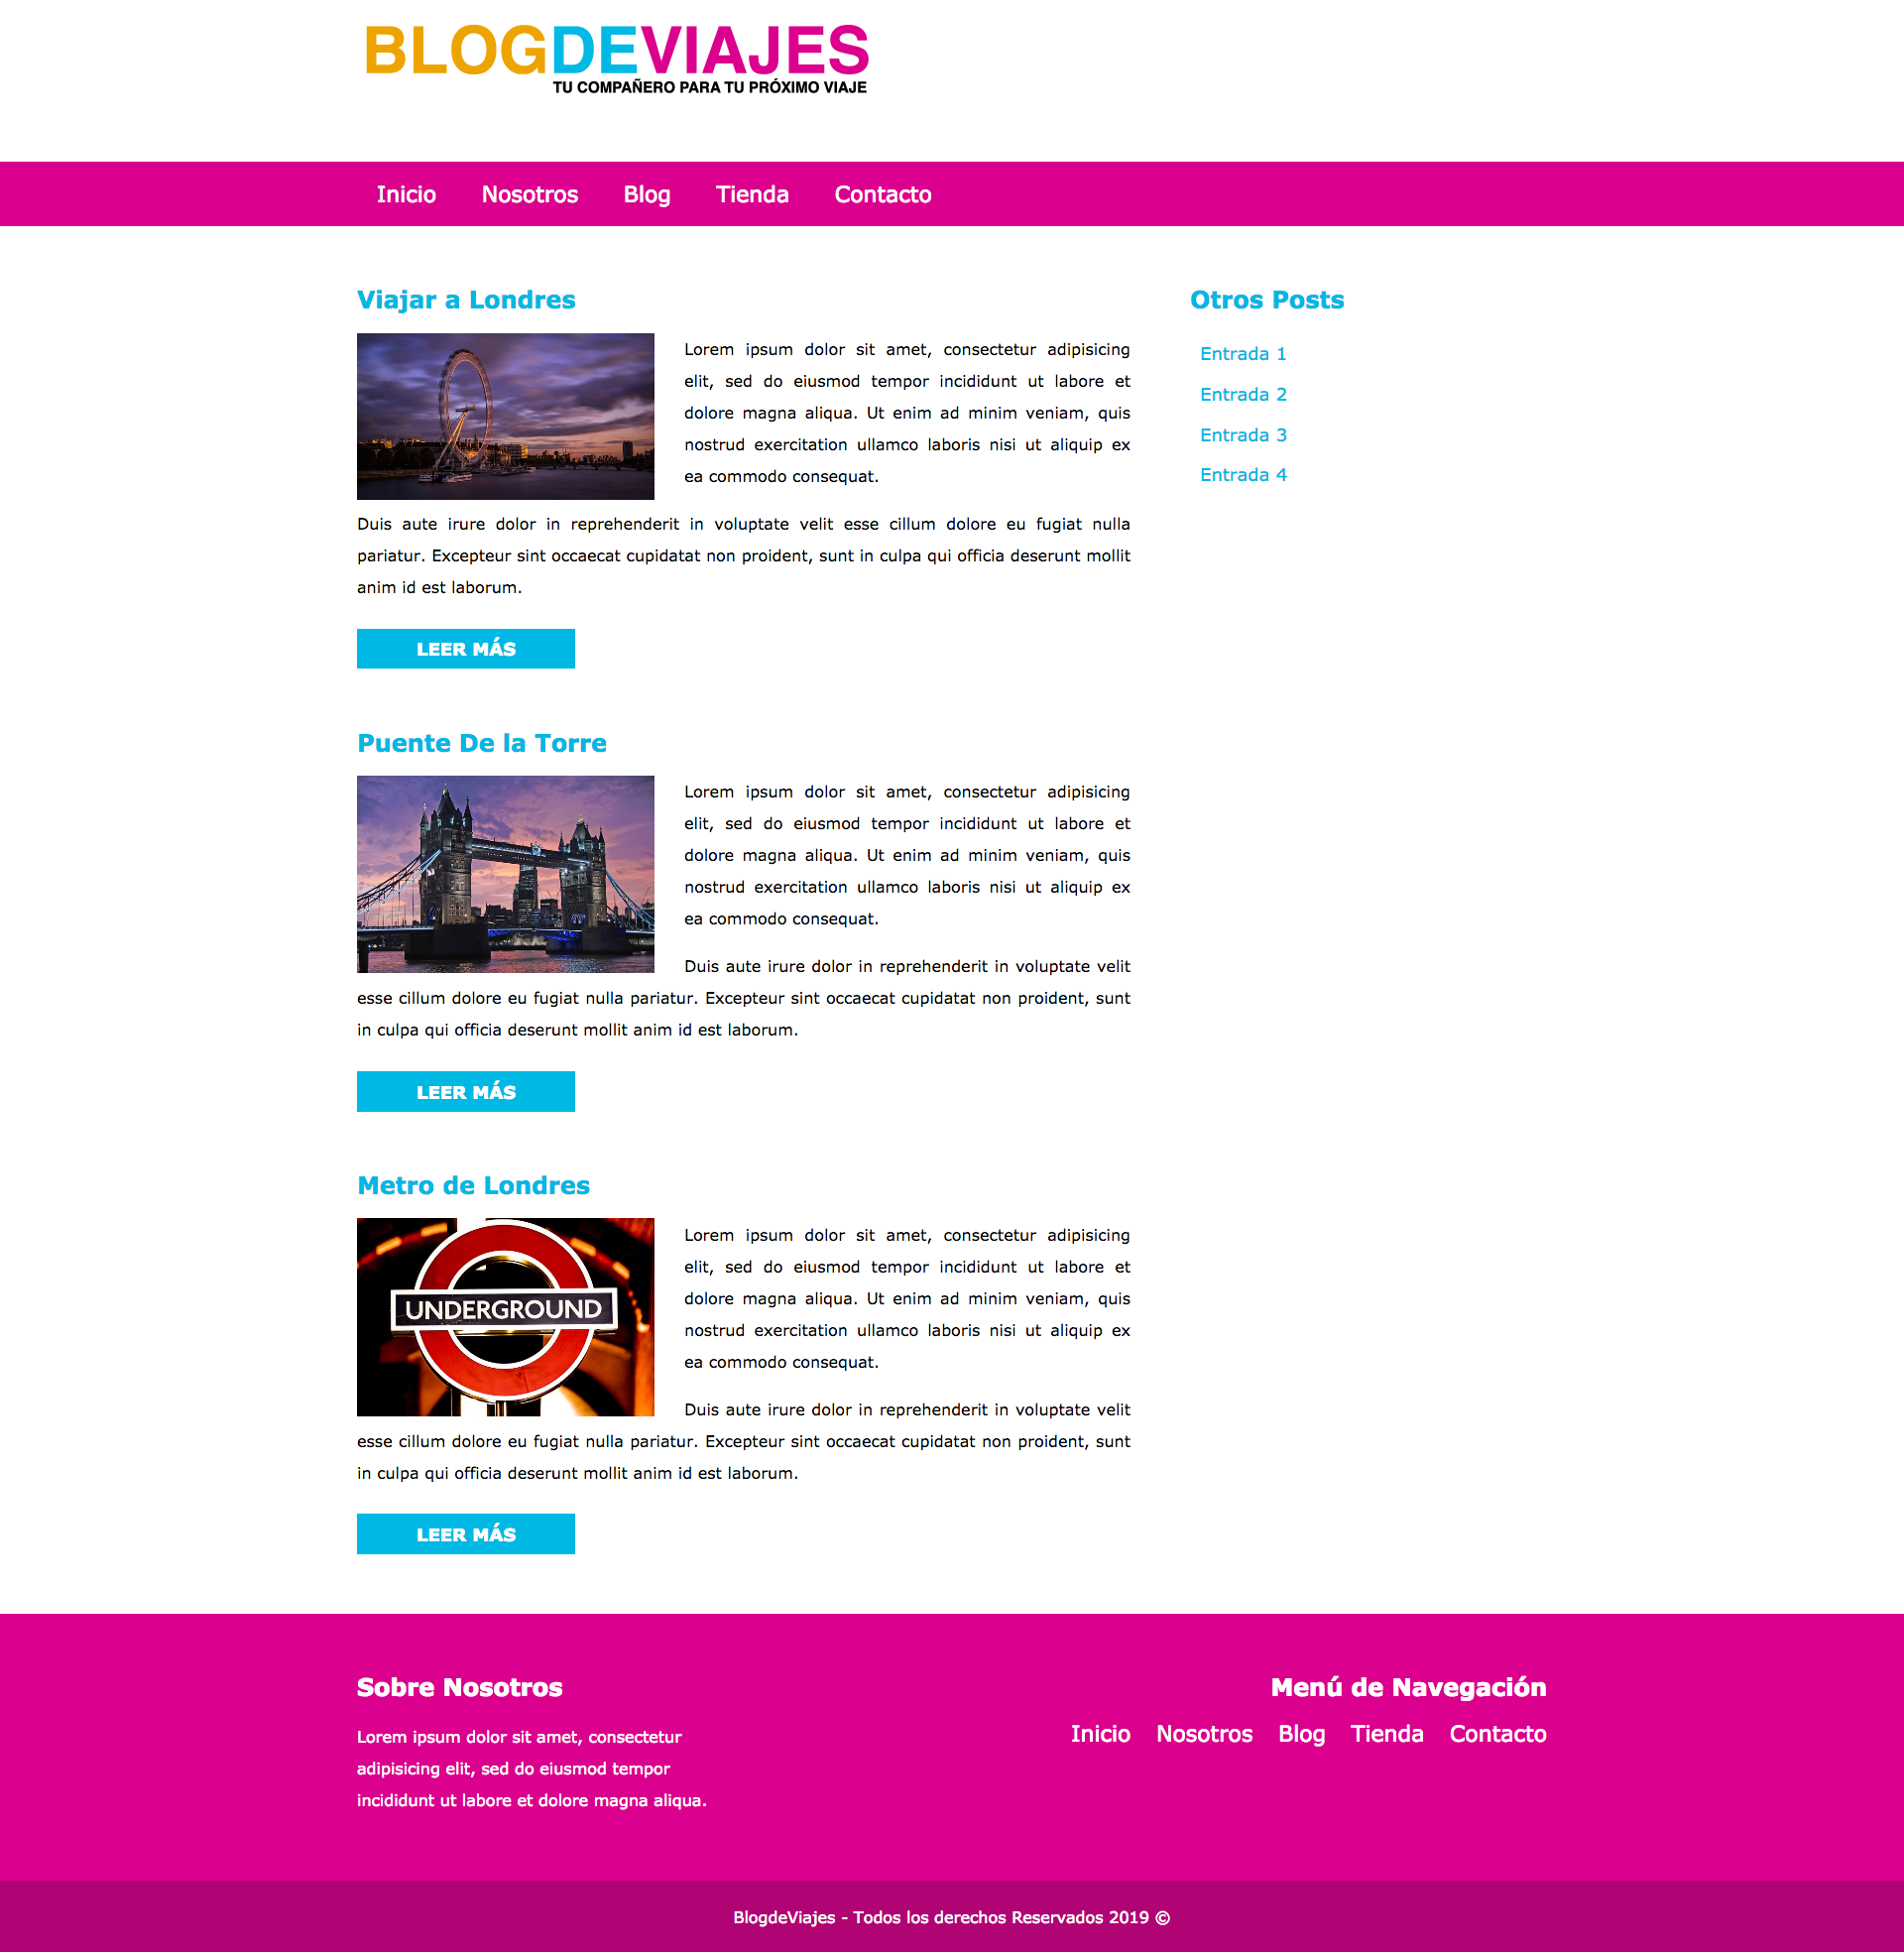 BLOGDEVIAJES
TU COMPAÑERO PARA TU PRÓXIMO VIAJE
Inicio Nosotros Blog Tienda Contacto
Viajar a Londres
Lorem ipsum dolor sit amet, consectetur adipisicing
elit, sed do eiusmod tempor incididunt ut labore et
dolore magna aliqua. Ut enim ad minim veniam, quis
nostrud exercitation ullamco laboris nisi ut aliquip ex
ea commodo consequat.
Duis aute irure dolor in reprehenderit in voluptate velit esse cillum dolore eu fugiat nulla
pariatur. Excepteur sint occaecat cupidatat non proident, sunt in culpa qui officia deserunt mollit
anim id est laborum.
LEER MÁS
Puente De la Torre
Lorem ipsum dolor sit amet, consectetur adipisicing
elit, sed do eiusmod tempor incididunt ut labore et
dolore magna aliqua. Ut enim ad minim veniam, quis
nostrud exercitation ullamco laboris nisi ut aliquip ex
ea commodo consequat.
Duis aute irure dolor in reprehenderit in voluptate velit
esse cillum dolore eu fugiat nulla pariatur. Excepteur sint occaecat cupidatat non proident, sunt
in culpa qui officia deserunt mollit anim id est laborum.
LEER MÁS
Metro de Londres
UNDERGROUND
Lorem ipsum dolor sit amet, consectetur adipisicing
elit, sed do eiusmod tempor incididunt ut labore et
dolore magna aliqua. Ut enim ad minim veniam, quis
nostrud exercitation ullamco laboris nisi ut aliquip ex
ea commodo consequat.
Duis aute irure dolor in reprehenderit in voluptate velit
esse cillum dolore eu fugiat nulla pariatur. Excepteur sint occaecat cupidatat non proident, sunt
in culpa qui officia deserunt mollit anim id est laborum.
LEER MÁS
Otros Posts
Entrada 1
Entrada 2
Entrada 3
Entrada 4
Sobre Nosotros
Lorem ipsum dolor sit amet, consectetur
adipisicing elit, sed do eiusmod tempor
incididunt ut labore et dolore magna aliqua.
Menú de Navegación
Inicio Nosotros Blog Tienda Contacto
BlogdeViajes - Todos los derechos Reservados 2019 ©